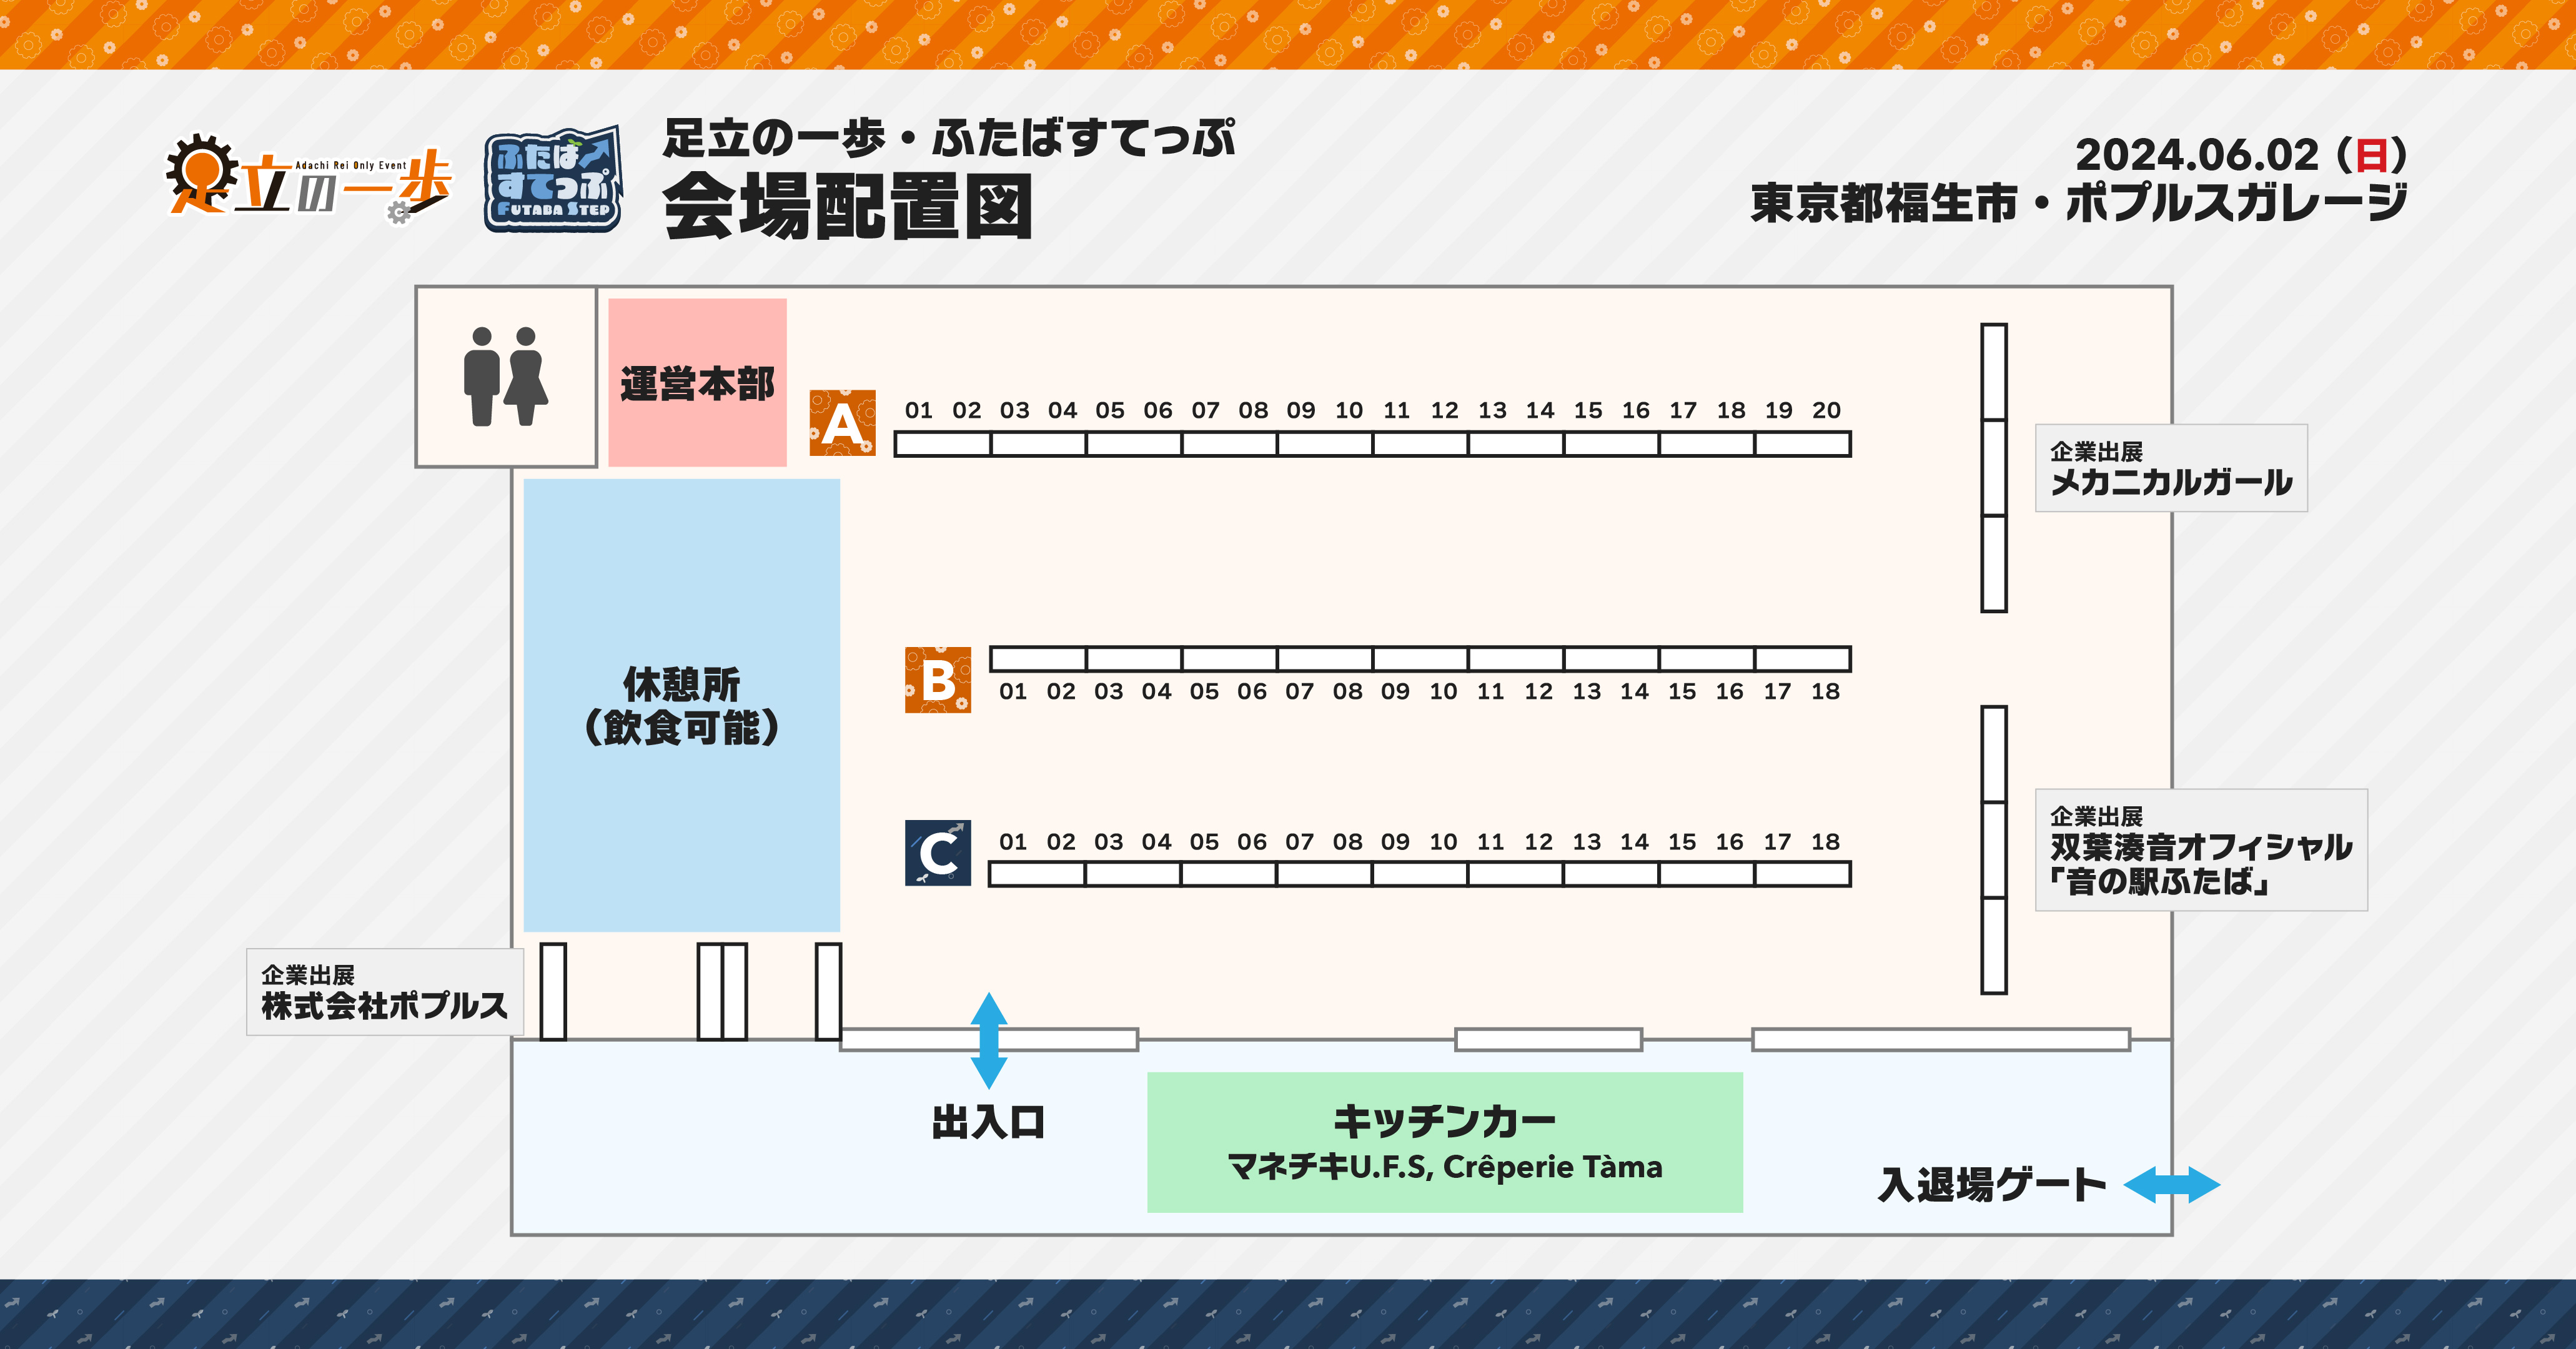 足立の一歩
Adachi Rei Only Event
ふたば
すてっぷ
FUTABA STEP
足立の一歩・ふたばすてっぷ
会場配置図
2024.06.02（日）
東京都福生市・ポプルスガレージ
運営本部
A
01 02 03 04 05 06 07 08 09 10 11 12 13 14 15 16 17 18 19 20
企業出展
メカニカルガール
休憩所
（飲食可能）
B
01 02 03 04 05 06 07 08 09 10 11 12 13 14 15 16 17 18
C
01 02 03 04 05 06 07 08 09 10 11 12 13 14 15 16 17 18
企業出展
双葉湊音オフィシャル
「音の駅ふたば」
企業出展
株式会社ポプルス
出入口
キッチンカー
マネチキU.F.S, Crêperie Tàma
入退場ゲート